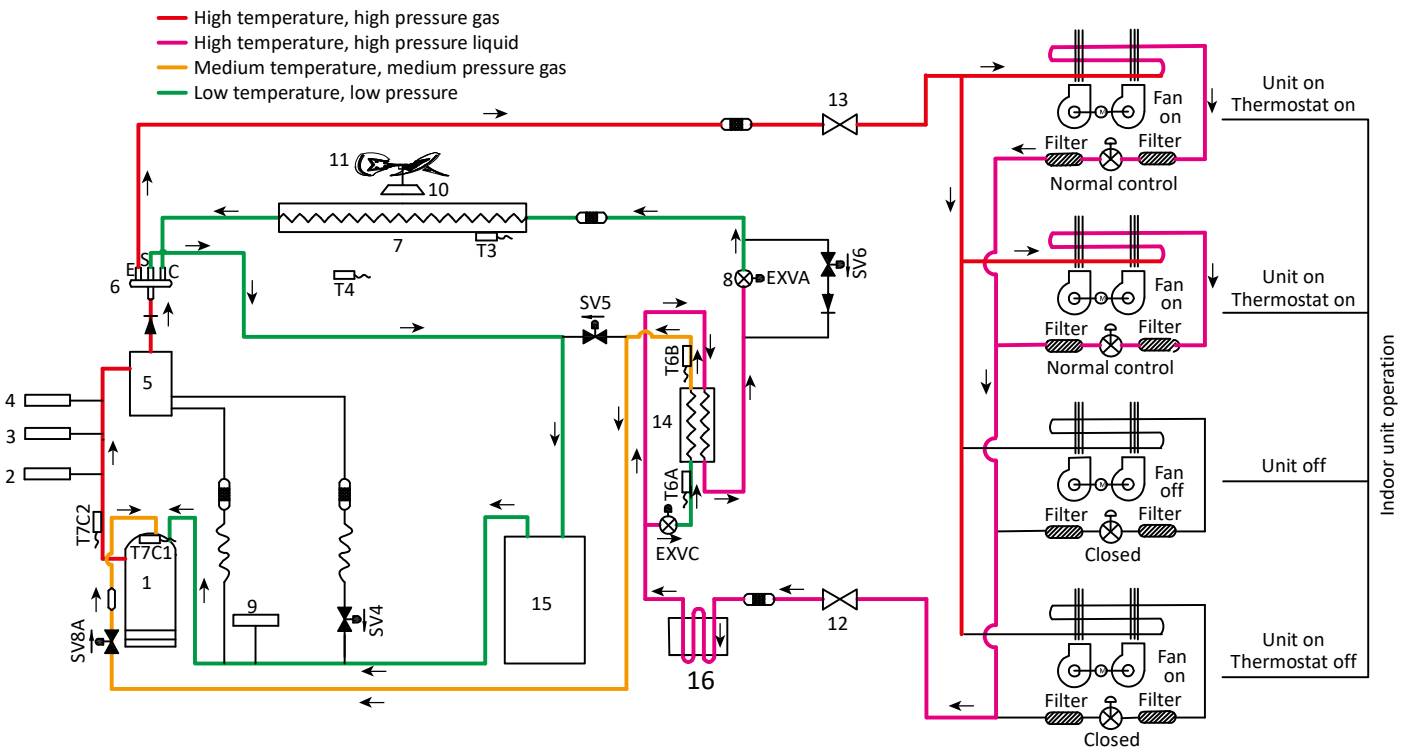 High temperature, high pressure gas
High temperature, high pressure liquid
Medium temperature, medium pressure gas
Low temperature, low pressure
13
M
Fan
on
Unit on
Thermostat on
Filter
Filter
Normal control
11
10
7
T3
T4
E
S
C
6
8
EXVA
SV6
M
Fan
on
Unit on
Thermostat on
Filter
Filter
Normal control
SV5
T6B
14
T6A
EXVC
5
4
3
2
T7C2
T7C1
1
SV8A
9
SV4
15
16
12
M
Fan
off
Unit off
Filter
Filter
Closed
M
Fan
on
Unit on
Thermostat off
Filter
Filter
Closed
Indoor unit operation